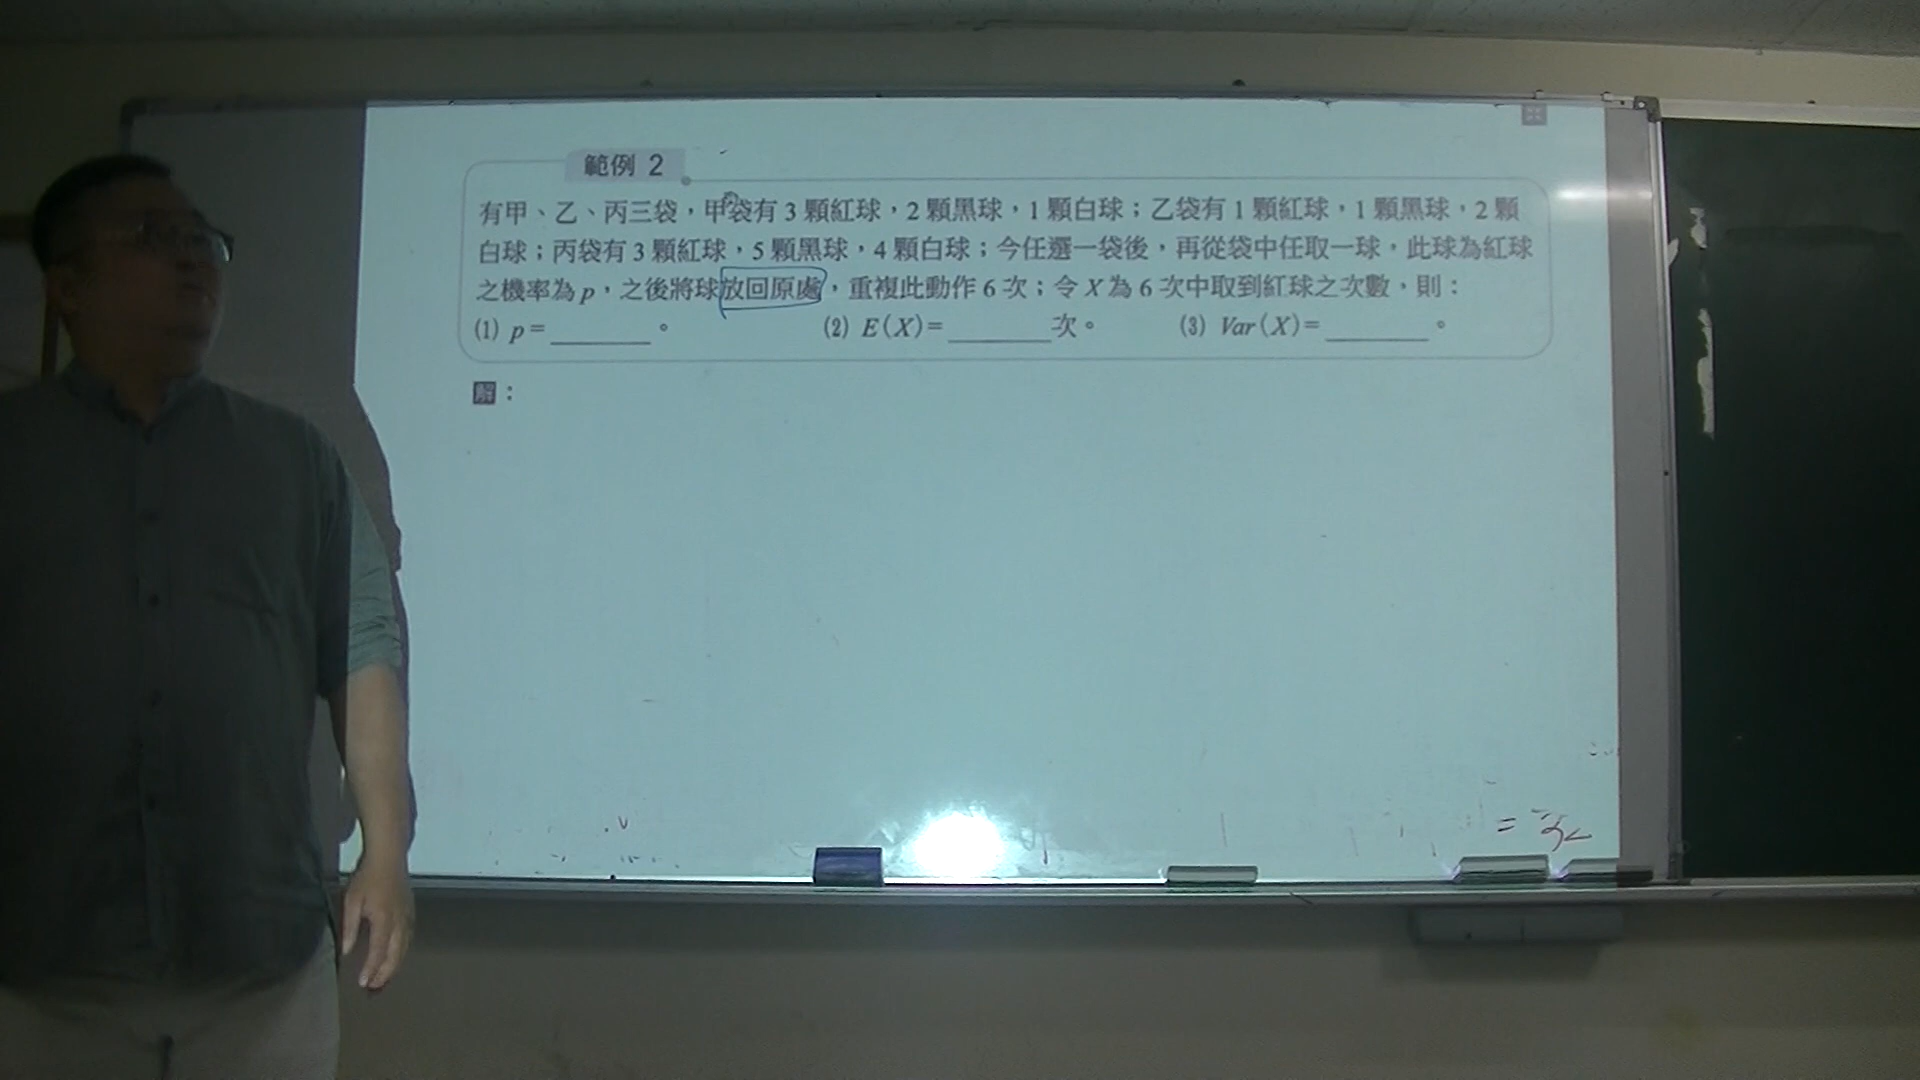 範例 2
有甲、乙、丙三袋，甲袋有 3 顆紅球，2 顆黑球，1 顆白球；乙袋有 1 顆紅球，1 顆黑球，2 顆
白球；丙袋有 3 顆紅球，5 顆黑球，4 顆白球；今任選一袋後，再從袋中任取一球，此球為紅球
之機率為 p，之後將球放回原處，重複此動作 6 次；令 X 為 6 次中取到紅球之次數，則：
(1) p=________。 (2) E(X)=________次。 (3) Var(X)=________。
解：